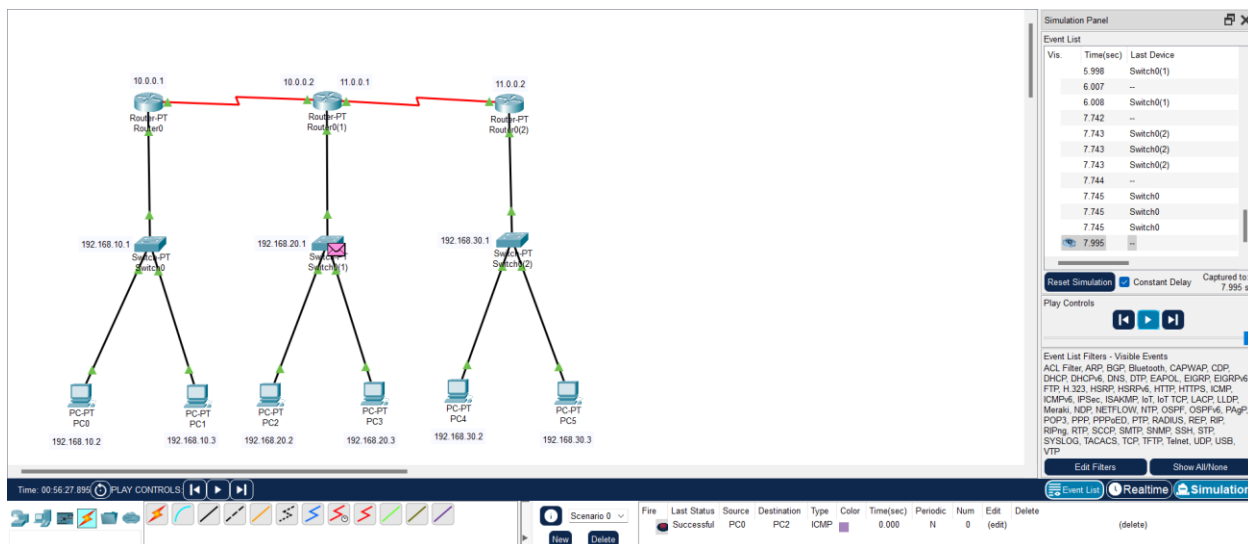 Simulation Panel
Event List
Vis. Time(sec) Last Device
5.998 Switch0(1)
6.007 --
6.008 Switch0(1)
7.742 --
7.743 Switch0(2)
7.743 Switch0(2)
7.743 Switch0(2)
7.744 --
7.745 Switch0
7.745 Switch0
7.745 Switch0
7.995 --
Reset Simulation Constant Delay Captured to:
7.995 s
Play Controls
Event List Filters - Visible Events
ACL Filter, ARP, BGP, Bluetooth, CAPWAP, CDP,
DHCP, DHCPv6, DNS, DTP, EAPOL, EIGRP, EIGRPv6,
FTP, H.323, HSRP, HSRPv6, HTTP, HTTPS, ICMP,
ICMPv6, IPSec, ISAKMP, IoT, IoT TCP, LACP, LLDP,
Meraki, NDP, NETFLOW, NTP, OSPF, OSPFv6, PAgP,
POP3, PPP, PPPoED, PTP, RADIUS, REP, RIP,
RIPng, RTP, SCCP, SMTP, SNMP, SSH, STP,
SYSLOG, TACACS, TCP, TFTP, Telnet, UDP, USB,
VTP
Edit Filters Show All/None
Event List Realtime Simulation
10.0.0.1 10.0.0.2 11.0.0.1 11.0.0.2
Router-PT Router-PT Router-PT
Router0 Router0(1) Router0(2)
192.168.10.1 192.168.20.1 192.168.30.1
Switch-PT Switch-PT Switch-PT
Switch0 Switch0(1) Switch0(2)
PC-PT PC-PT PC-PT PC-PT PC-PT PC-PT
PC0 PC1 PC2 PC3 PC4 PC5
192.168.10.2 192.168.10.3 192.168.20.2 192.168.20.3 192.168.30.2 192.168.30.3
Time: 00:56:27.895 PLAY CONTROLS:
Scenario 0
New Delete
Fire Last Status Source Destination Type Color Time(sec) Periodic Num Edit Delete
Successful PC0 PC2 ICMP 0.000 N 0 (edit) (delete)